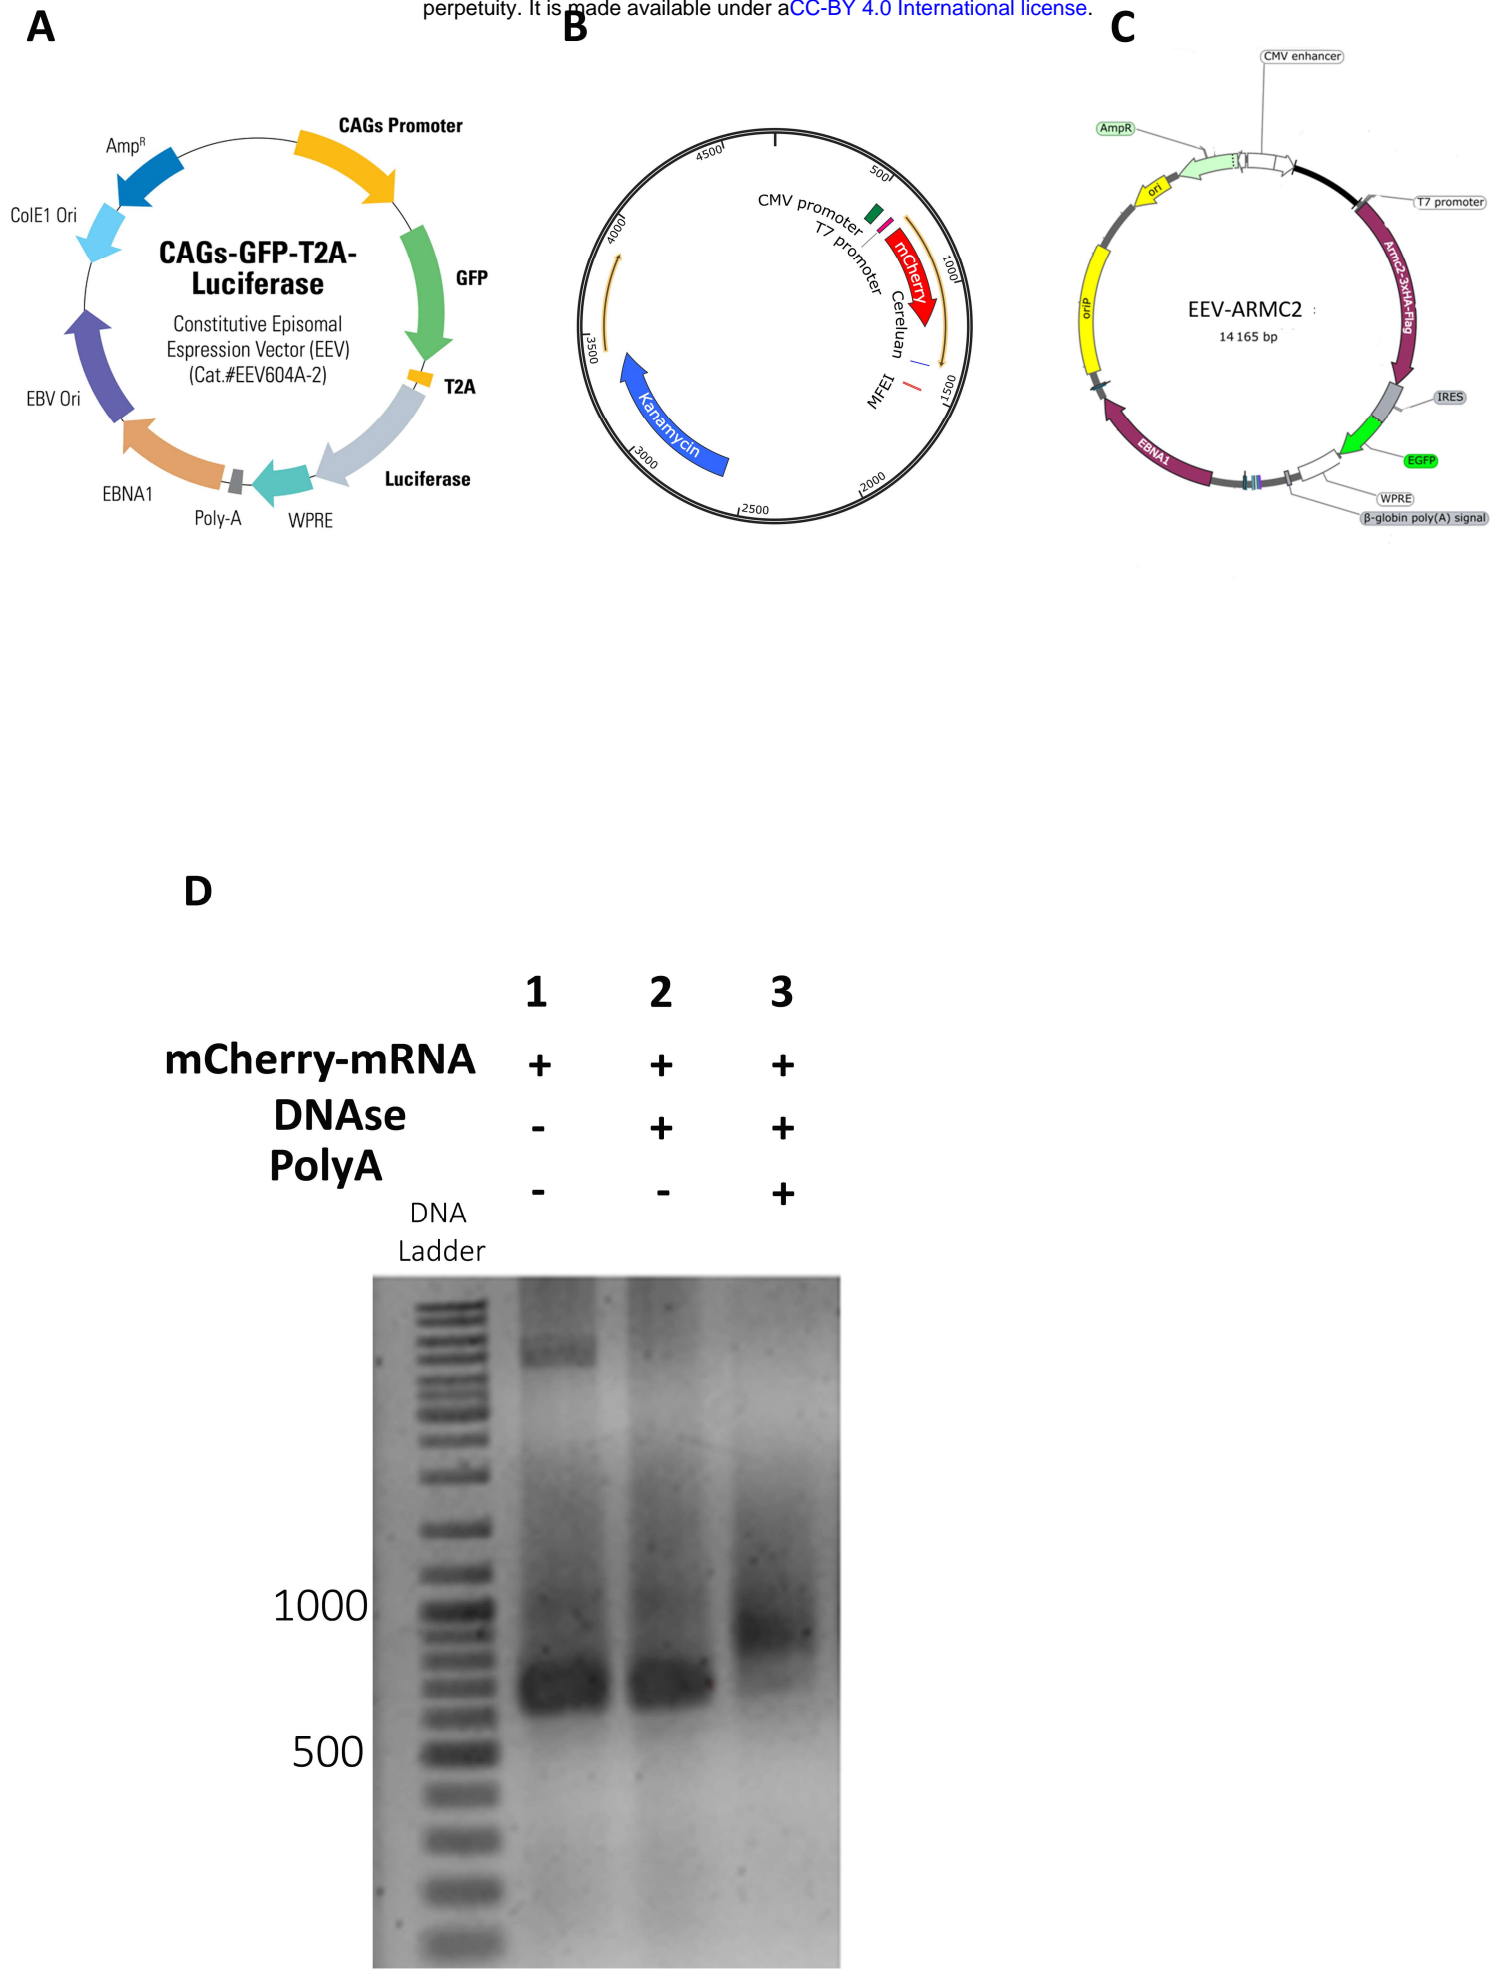 perpetuity. It is made available under aCC-BY 4.0 International license.
A
B
C
CAGs Promoter
AmpR
ColE1 Ori
CAGs-GFP-T2A-
Luciferase
GFP
Constitutive Episomal
Espression Vector (EEV)
(Cat.#EEV604A-2)
T2A
EBV Ori
Luciferase
EBNA1
Poly-A
WPRE
4500
500
CMV promoter
T7 promoter
4000
mCherry
1000
Cereluan
3500
MFEI
1500
Kanamycin
3000
2000
2500
CMV enhancer
AmpR
ori
T7 promoter
Armc2-3xHA-Flag
oriP
EEV-ARMC2 :
14 165 bp
IRES
EBNA1
EGFP
WPRE
β-globin poly(A) signal
D
1 2 3
mCherry-mRNA + + +
DNAse - + +
PolyA - - +
DNA
Ladder
1000
500